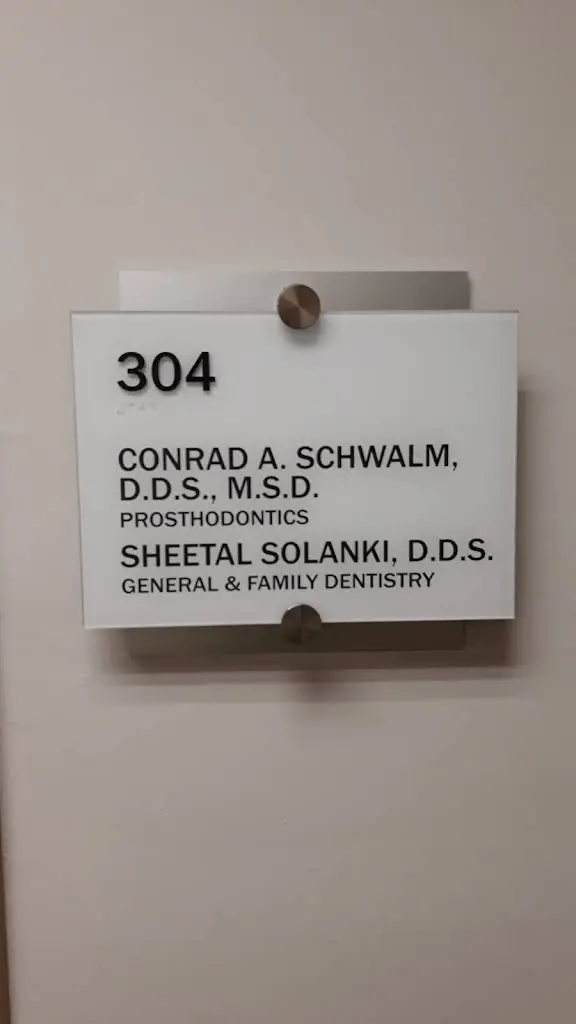 304
CONRAD A. SCHWALM,
D.D.S., M.S.D.
PROSTHODONTICS
SHEETAL SOLANKI, D.D.S.
GENERAL & FAMILY DENTISTRY